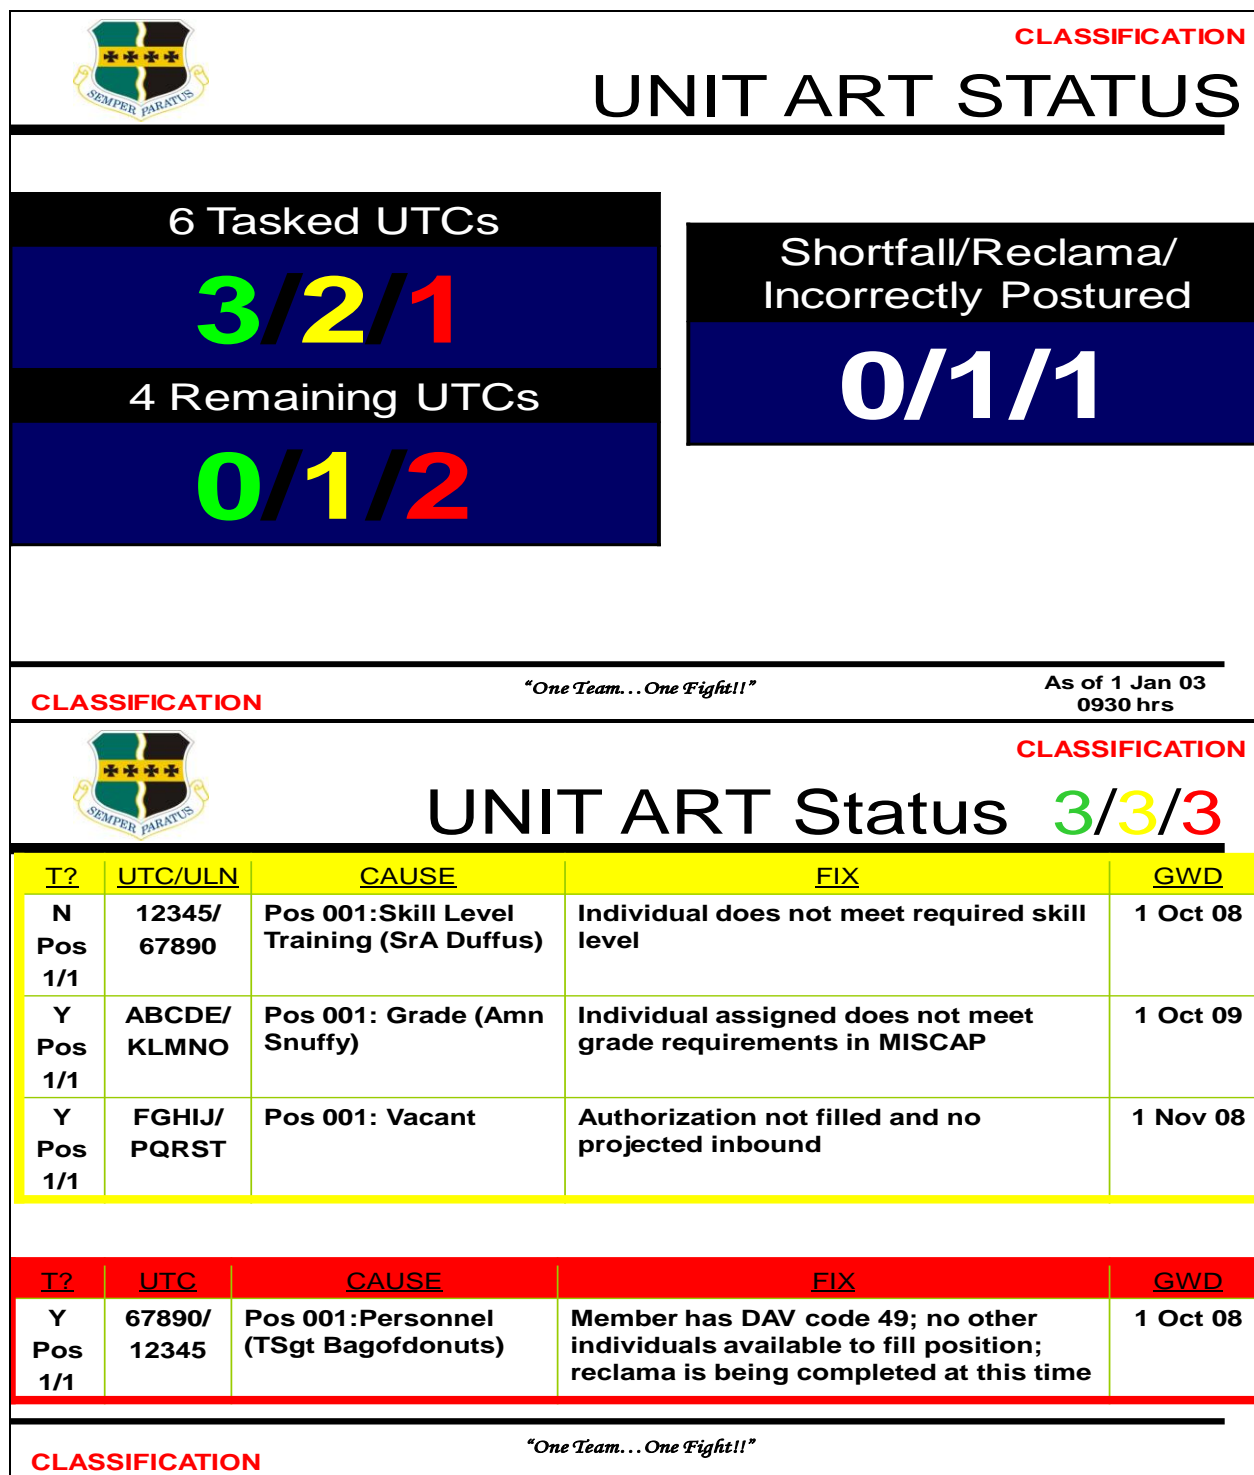 CLASSIFICATION
SEMPER PARATUS
UNIT ART STATUS
6 Tasked UTCs
3/2/1
4 Remaining UTCs
0/1/2
Shortfall/Reclama/
Incorrectly Postured
0/1/1
CLASSIFICATION
"One Team...One Fight!!"
As of 1 Jan 03
0930 hrs
CLASSIFICATION
SEMPER PARATUS
UNIT ART Status 3/3/3
T? UTC/ULN CAUSE FIX GWD
N
Pos
1/1
12345/
67890
Pos 001:Skill Level
Training (SrA Duffus)
Individual does not meet required skill
level
1 Oct 08
Y
Pos
1/1
ABCDE/
KLMNO
Pos 001: Grade (Amn
Snuffy)
Individual assigned does not meet
grade requirements in MISCAP
1 Oct 09
Y
Pos
1/1
FGHIJ/
PQRST
Pos 001: Vacant
Authorization not filled and no
projected inbound
1 Nov 08
T? UTC CAUSE FIX GWD
Y
Pos
1/1
67890/
12345
Pos 001:Personnel
(TSgt Bagofdonuts)
Member has DAV code 49; no other
individuals available to fill position;
reclama is being completed at this time
1 Oct 08
CLASSIFICATION
"One Team...One Fight!!"